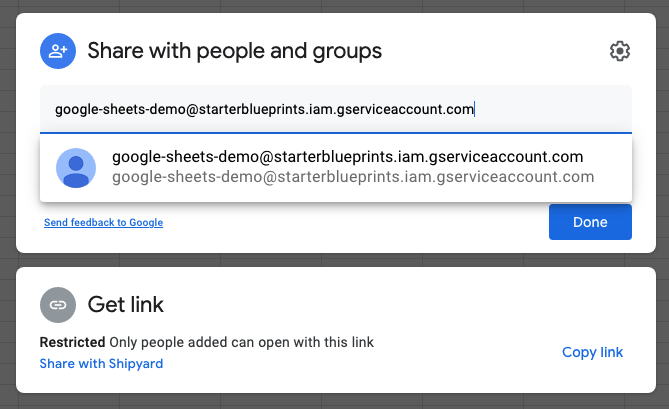 Share with people and groups
google-sheets-demo@starterblueprints.iam.gserviceaccount.com
google-sheets-demo@starterblueprints.iam.gserviceaccount.com
google-sheets-demo@starterblueprints.iam.gserviceaccount.com
Send feedback to Google
Done
Get link
Restricted Only people added can open with this link
Share with Shipyard
Copy link